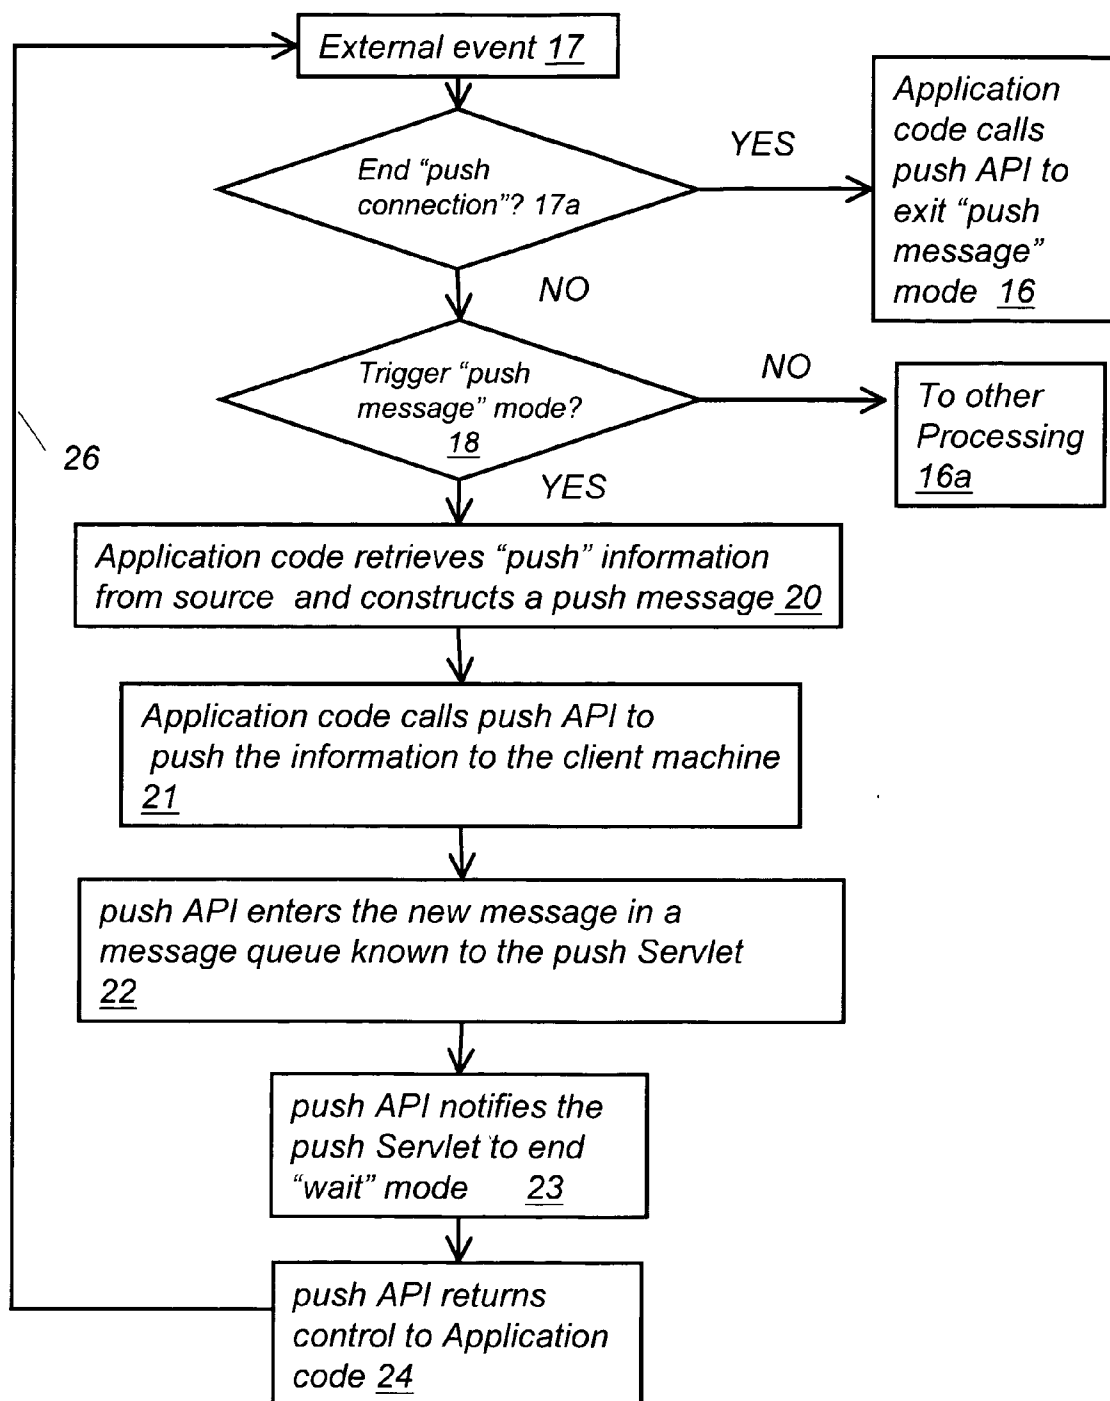 External event 17
Application
code calls
push API to
exit “push
message”
mode 16
YES
End “push
connection”? 17a
NO
Trigger “push
message” mode?
18
NO
To other
Processing
16a
26
YES
Application code retrieves “push” information
from source and constructs a push message 20
Application code calls push API to
push the information to the client machine
21
push API enters the new message in a
message queue known to the push Servlet
22
push API notifies the
push Servlet to end
“wait” mode 23
push API returns
control to Application
code 24